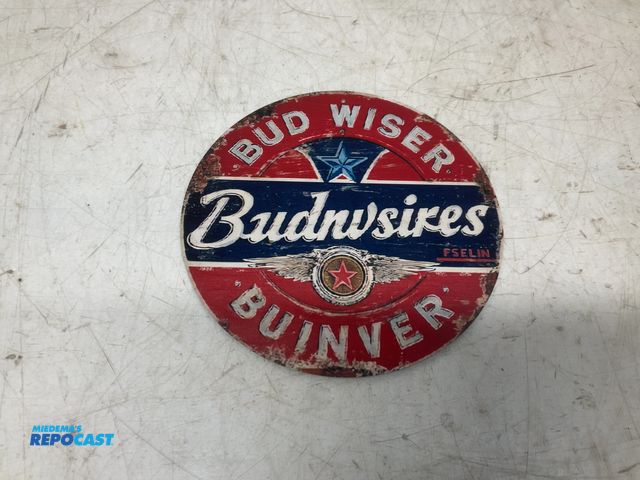 BUD WISER
Budnvsires
FSELIN
"BUINVER"
MIEDEMA'S
REPOCAST